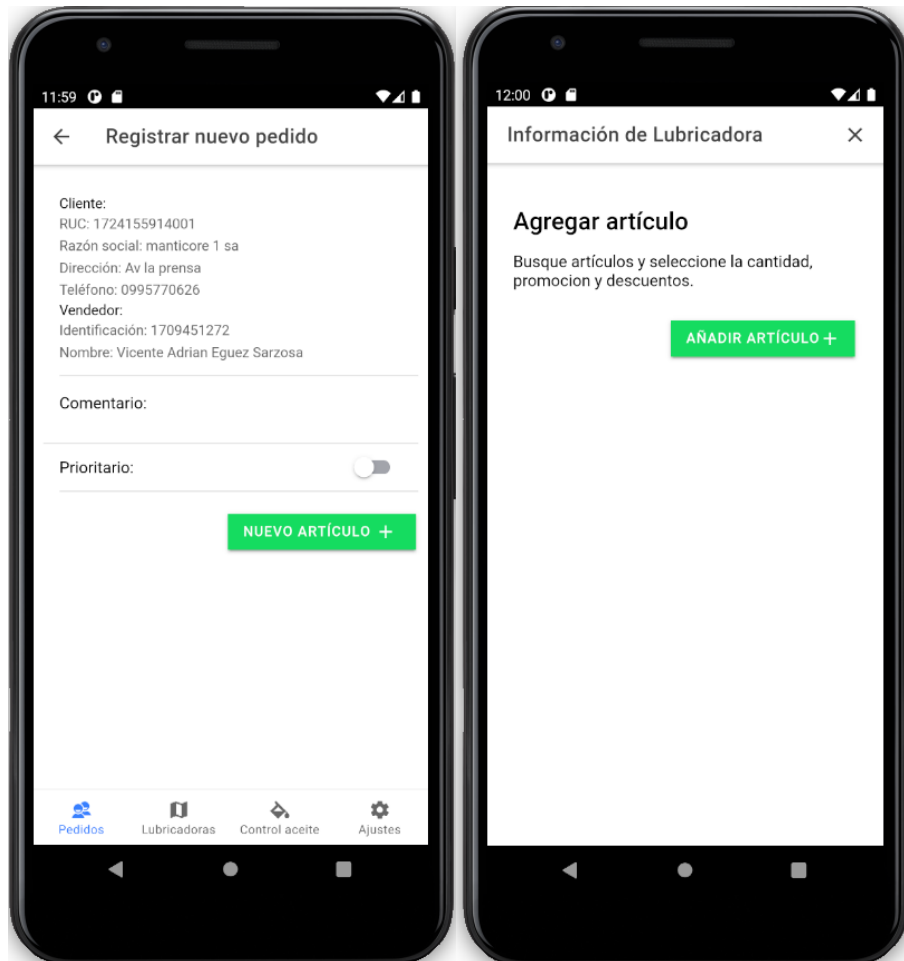 11:59
Registrar nuevo pedido
Cliente:
RUC: 1724155914001
Razón social: manticore 1 sa
Dirección: Av la prensa
Teléfono: 0995770626
Vendedor:
Identificación: 1709451272
Nombre: Vicente Adrian Eguez Sarzosa
Comentario:
Prioritario:
NUEVO ARTÍCULO +
Pedidos
Lubricadoras
Control aceite
Ajustes
12:00
Información de Lubricadora
Agregar artículo
Busque artículos y seleccione la cantidad,
promocion y descuentos.
AÑADIR ARTÍCULO +